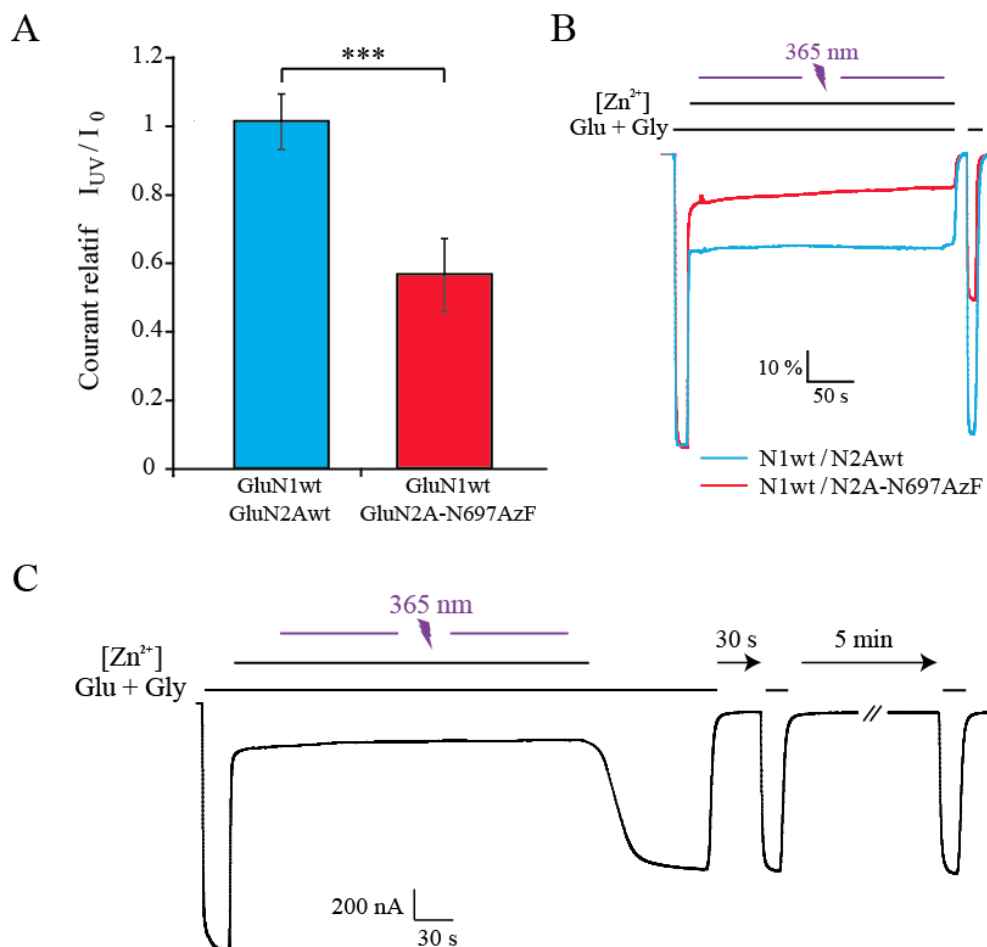 A
Courant relatif I_UV / I_0
1.2
1
0.8
0.6
0.4
0.2
0
***
GluN1wt
GluN2Awt
GluN1wt
GluN2A-N697AzF
B
365 nm
[Zn²⁺]
Glu + Gly
10 %
50 s
N1wt / N2Awt
N1wt / N2A-N697AzF
C
365 nm
[Zn²⁺]
Glu + Gly
30 s
5 min
200 nA
30 s